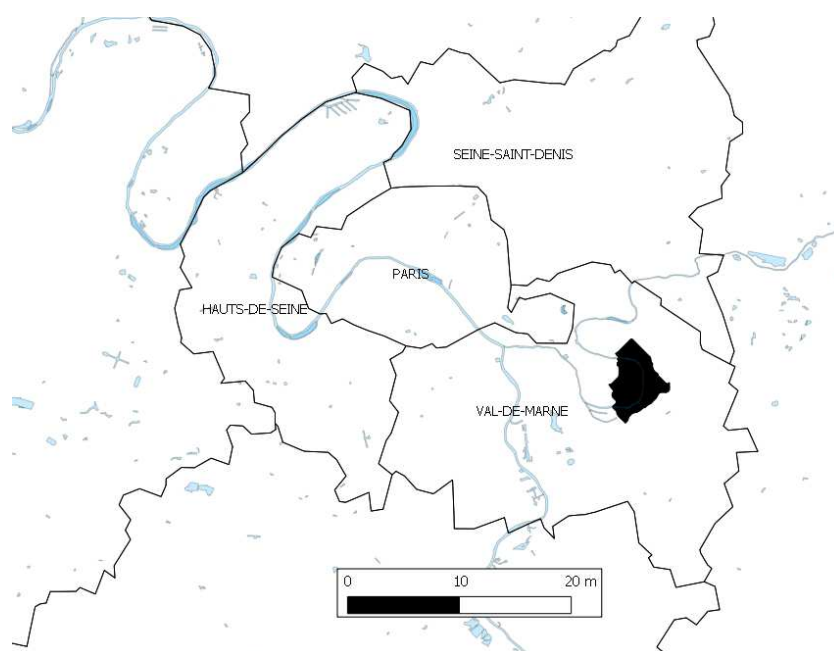 SEINE-SAINT-DENIS
PARIS
HAUTS-DE-SEINE
VAL-DE-MARNE
0 10 20 m